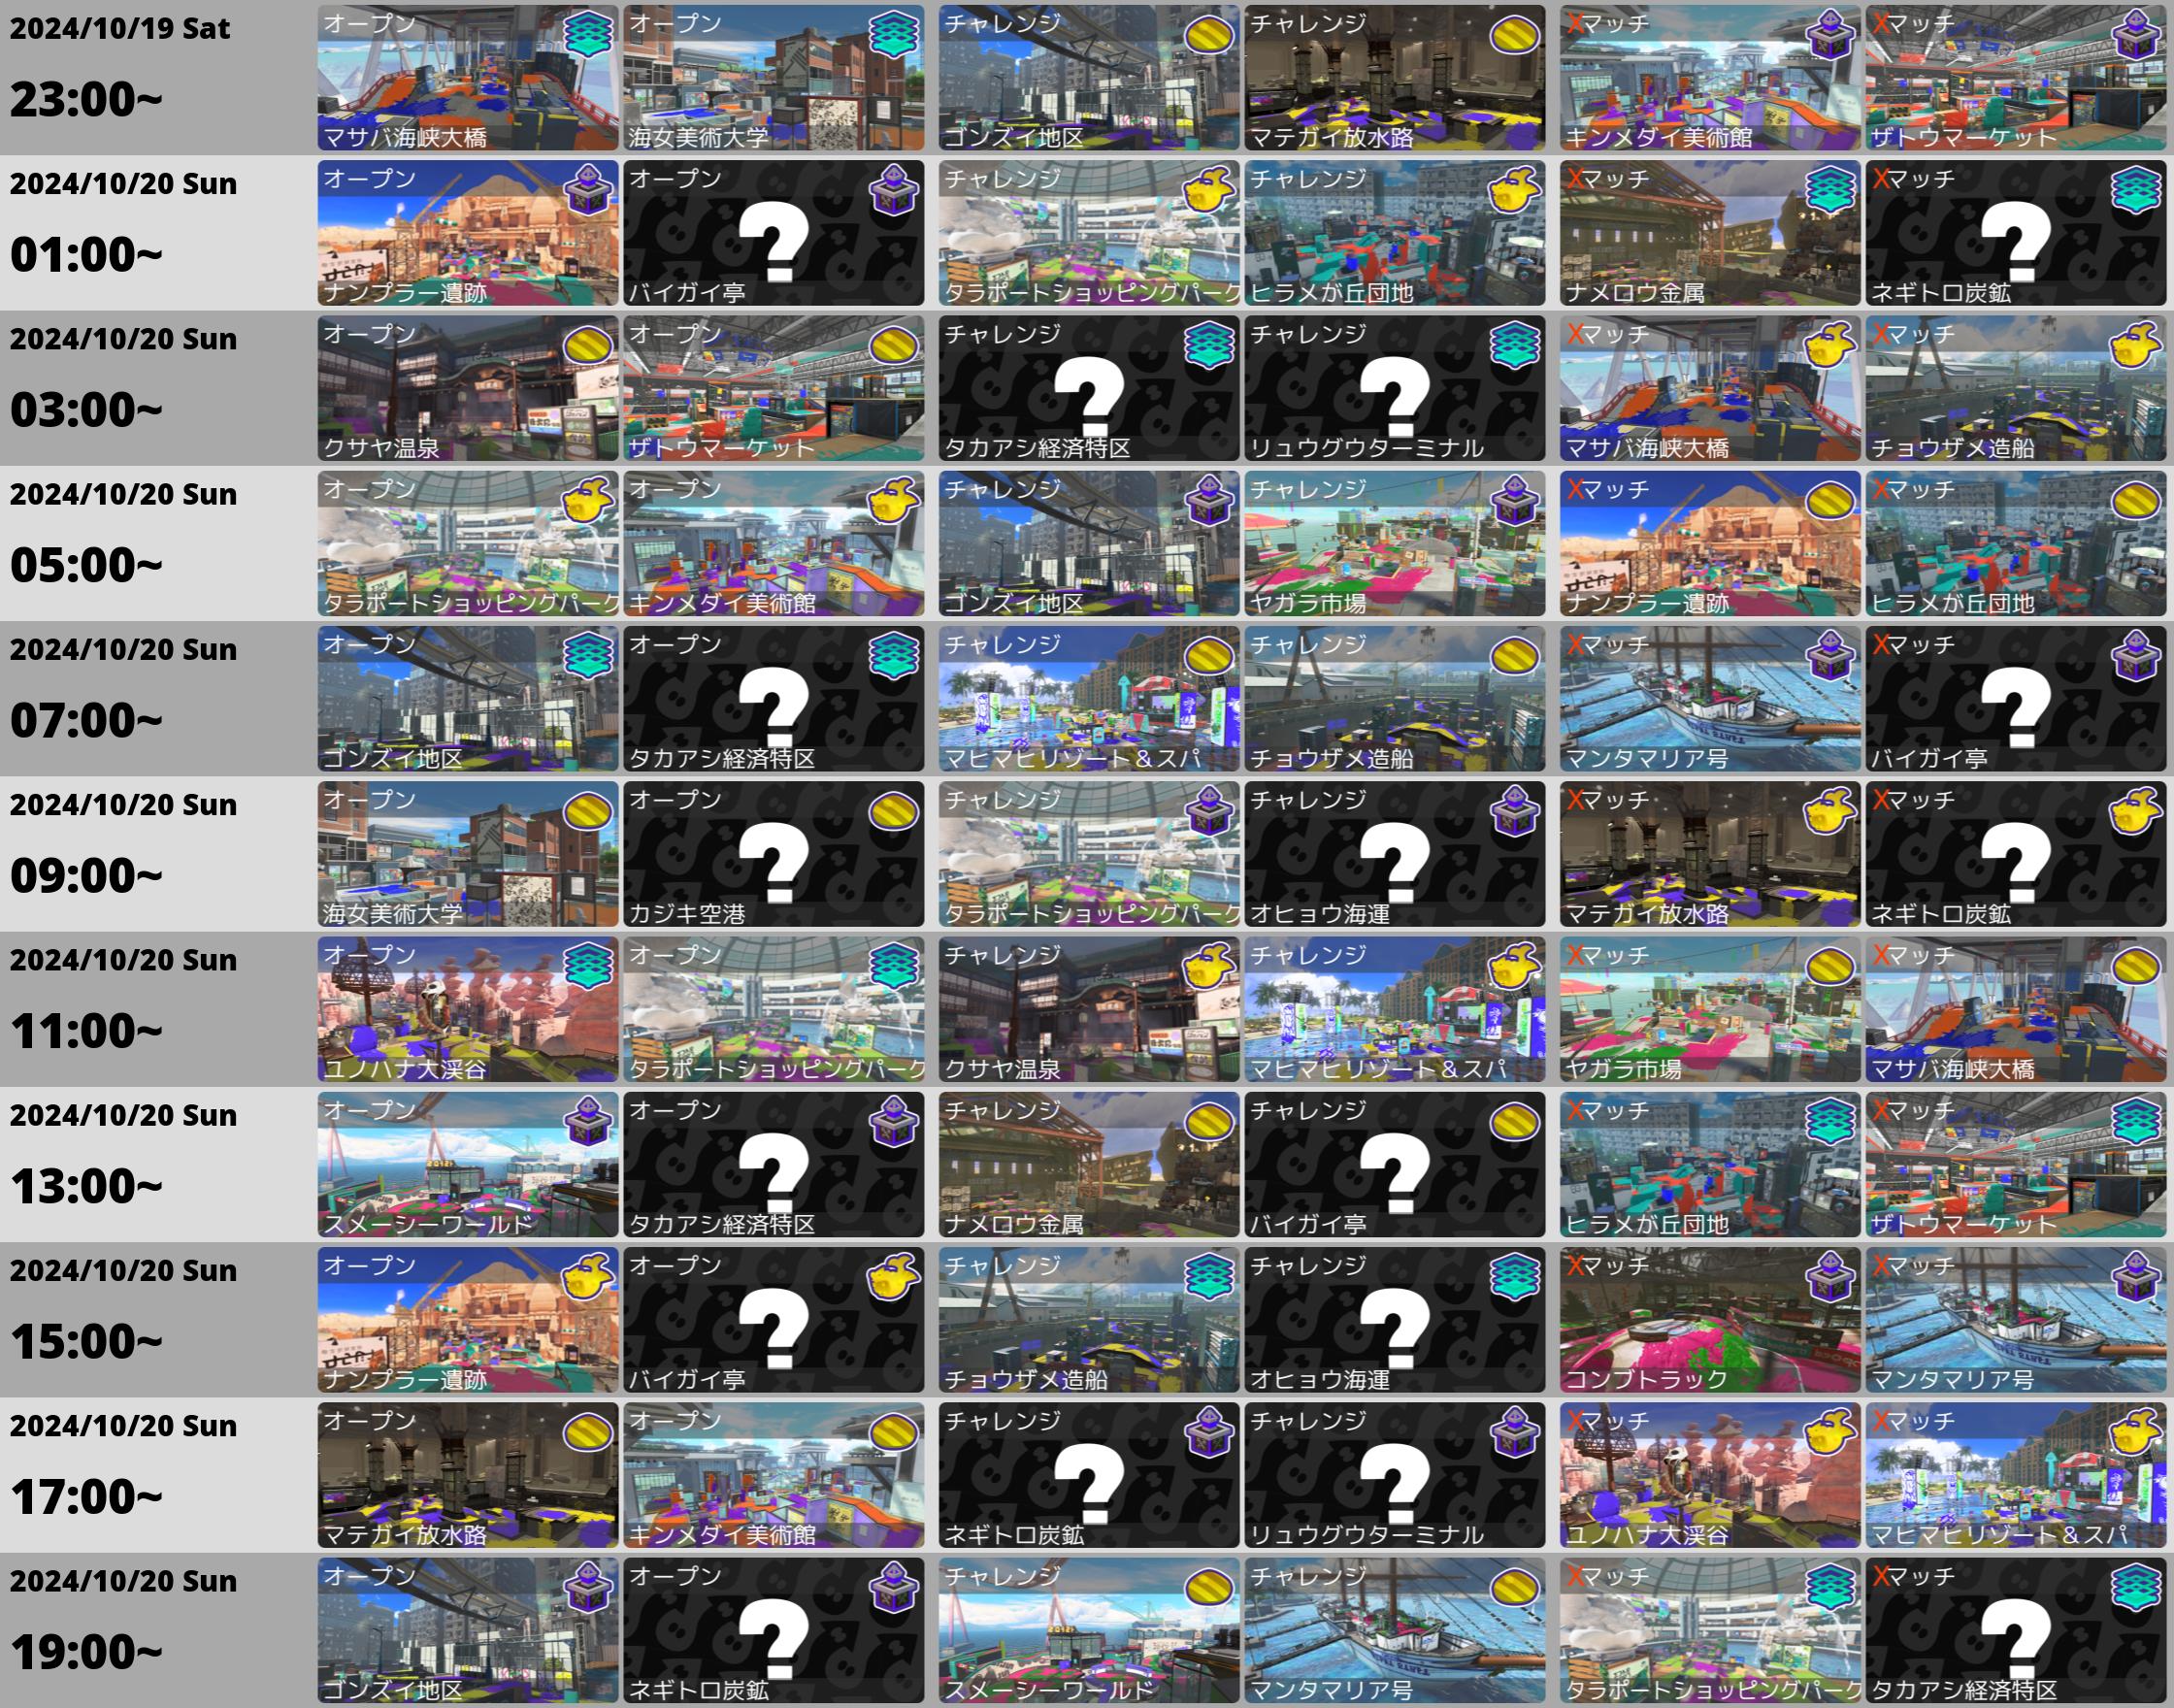 2024/10/19 Sat
23:00~
オープン
マサバ海峡大橋
オープン
海女美術大学
チャレンジ
ゴンズイ地区
チャレンジ
マテガイ放水路
Xマッチ
キンメダイ美術館
Xマッチ
ザトウマーケット
2024/10/20 Sun
01:00~
オープン
ナンプラー遺跡
オープン
?
バイガイ亭
チャレンジ
タラポートショッピングパーク
チャレンジ
ヒラメが丘団地
Xマッチ
ナメロウ金属
Xマッチ
?
ネギトロ炭鉱
2024/10/20 Sun
03:00~
オープン
クサヤ温泉
オープン
ザトウマーケット
チャレンジ
?
タカアシ経済特区
チャレンジ
?
リュウグウターミナル
Xマッチ
マサバ海峡大橋
Xマッチ
チョウザメ造船
2024/10/20 Sun
05:00~
オープン
タラポートショッピングパーク
オープン
キンメダイ美術館
チャレンジ
ゴンズイ地区
チャレンジ
ヤガラ市場
Xマッチ
ナンプラー遺跡
Xマッチ
ヒラメが丘団地
2024/10/20 Sun
07:00~
オープン
ゴンズイ地区
オープン
?
タカアシ経済特区
チャレンジ
マヒマヒリゾート&スパ
チャレンジ
チョウザメ造船
Xマッチ
マンタマリア号
Xマッチ
?
バイガイ亭
2024/10/20 Sun
09:00~
オープン
海女美術大学
オープン
?
カジキ空港
チャレンジ
タラポートショッピングパーク
チャレンジ
?
オヒョウ海運
Xマッチ
マテガイ放水路
Xマッチ
?
ネギトロ炭鉱
2024/10/20 Sun
11:00~
オープン
ユノハナ大渓谷
オープン
タラポートショッピングパーク
チャレンジ
クサヤ温泉
チャレンジ
マヒマヒリゾート&スパ
Xマッチ
ヤガラ市場
Xマッチ
マサバ海峡大橋
2024/10/20 Sun
13:00~
オープン
スメーシーワールド
オープン
?
タカアシ経済特区
チャレンジ
ナメロウ金属
チャレンジ
?
バイガイ亭
Xマッチ
ヒラメが丘団地
Xマッチ
ザトウマーケット
2024/10/20 Sun
15:00~
オープン
ナンプラー遺跡
オープン
?
バイガイ亭
チャレンジ
チョウザメ造船
チャレンジ
?
オヒョウ海運
Xマッチ
コンブトラック
Xマッチ
マンタマリア号
2024/10/20 Sun
17:00~
オープン
マテガイ放水路
オープン
キンメダイ美術館
チャレンジ
?
ネギトロ炭鉱
チャレンジ
?
リュウグウターミナル
Xマッチ
ユノハナ大渓谷
Xマッチ
マヒマヒリゾート&スパ
2024/10/20 Sun
19:00~
オープン
ゴンズイ地区
オープン
?
ネギトロ炭鉱
チャレンジ
スメーシーワールド
チャレンジ
マンタマリア号
Xマッチ
タラポートショッピングパーク
Xマッチ
?
タカアシ経済特区